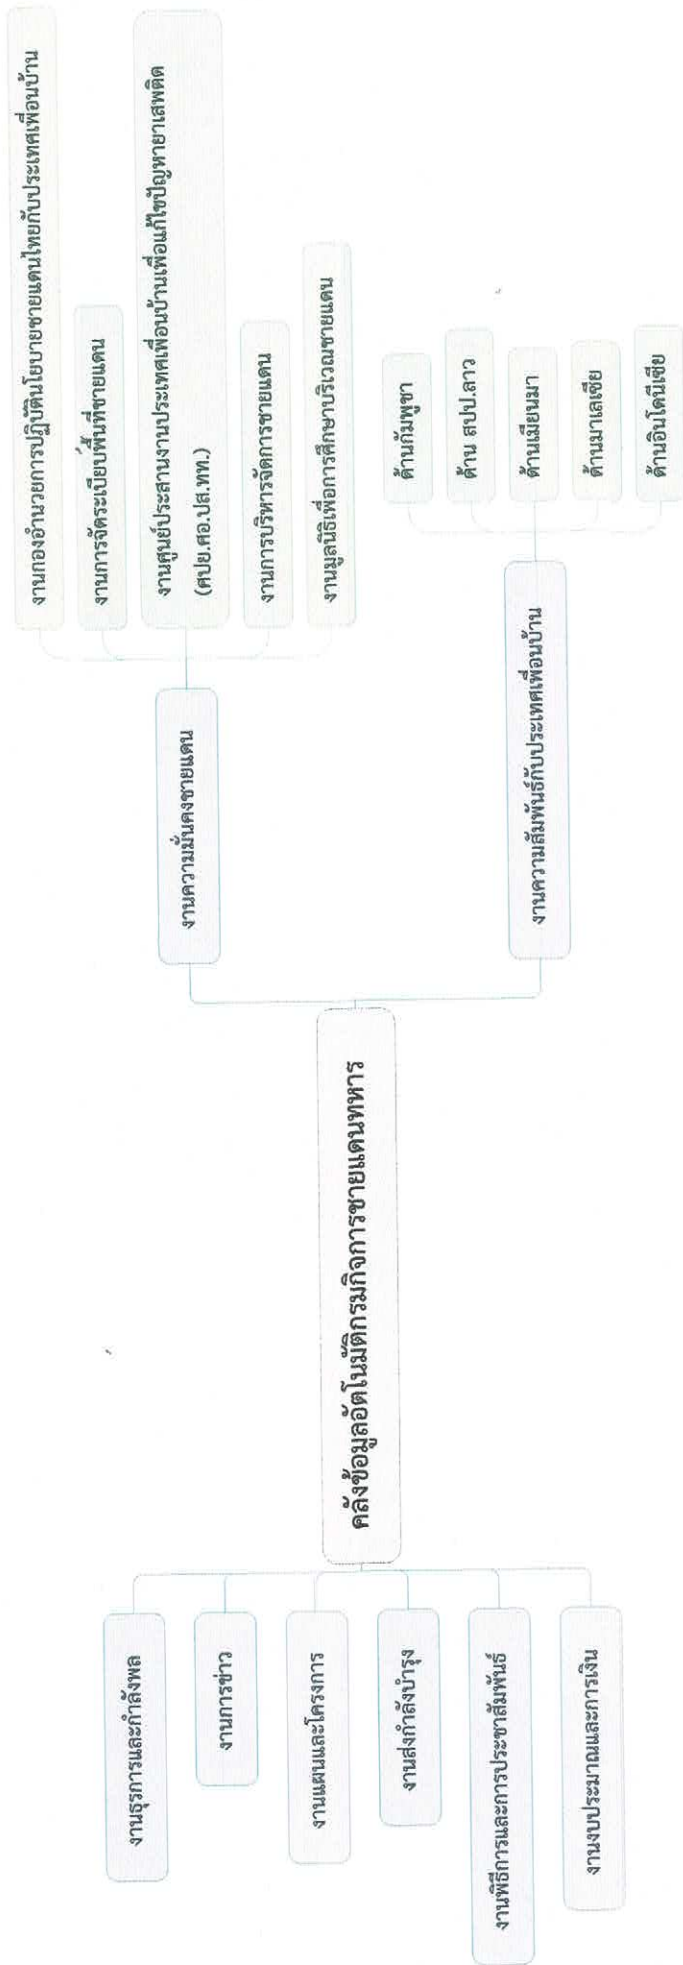 คลังข้อมูลอัตโนมัติกรมกิจการชายแดนทหาร
งานธุรการและกำลังพล
งานการข่าว
งานแผนและโครงการ
งานส่งกำลังบำรุง
งานพิธีการและการประชาสัมพันธ์
งานงบประมาณและการเงิน
งานความมั่นคงชายแดน
งานกองอำนวยการปฏิบัตินโยบายชายแดนไทยกับประเทศเพื่อนบ้าน
งานการจัดระเบียบพื้นที่ชายแดน
งานศูนย์ประสานงานประเทศเพื่อนบ้านเพื่อแก้ไขปัญหายาเสพติด
(ศปย.ศอ.ปส.ทท.)
งานการบริหารจัดการชายแดน
งานมูลนิธิเพื่อการศึกษาบริเวณชายแดน
งานความสัมพันธ์กับประเทศเพื่อนบ้าน
ด้านกัมพูชา
ด้าน สปป.ลาว
ด้านเมียนมา
ด้านมาเลเซีย
ด้านอินโดนีเซีย